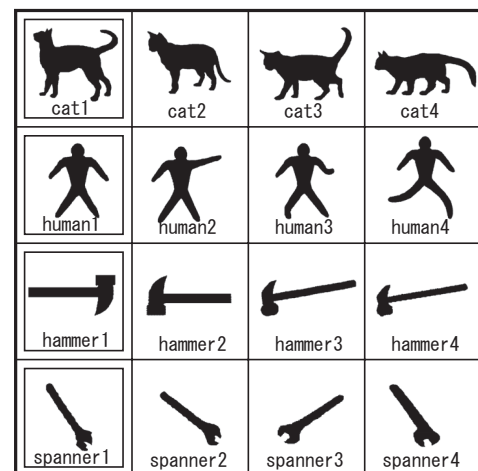 cat1 cat2 cat3 cat4
human1 human2 human3 human4
hammer1 hammer2 hammer3 hammer4
spanner1 spanner2 spanner3 spanner4